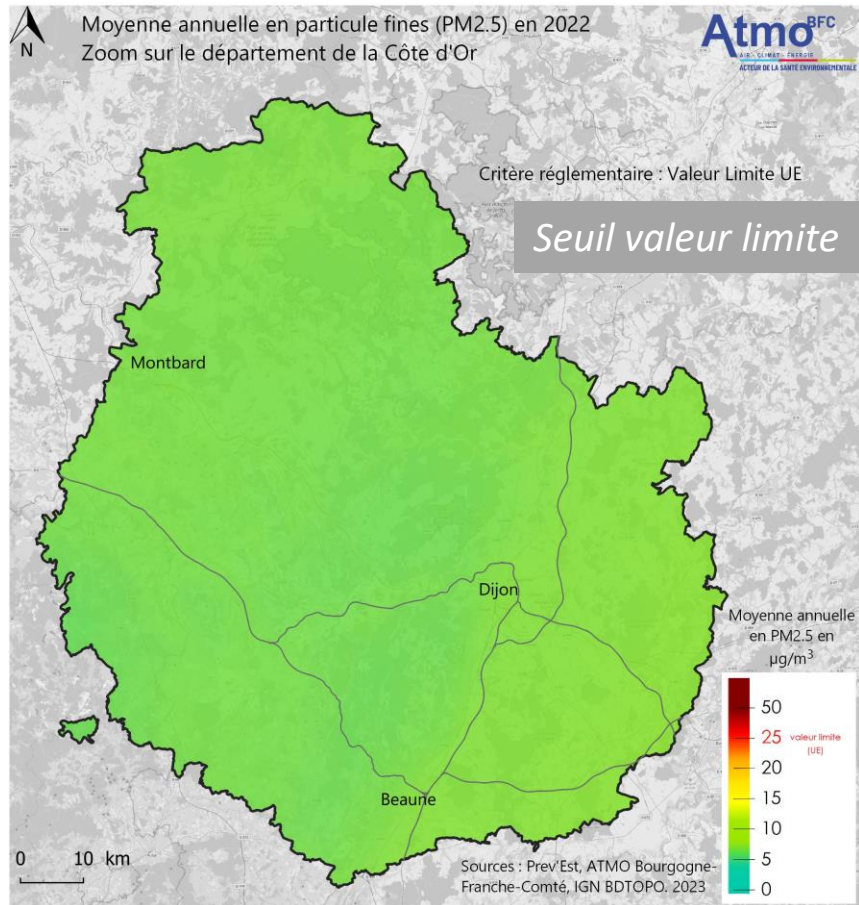 Moyenne annuelle en particule fines (PM2.5) en 2022
Zoom sur le département de la Côte d'Or
N
Atmo BFC
AIR - CLIMAT - ÉNERGIE
ACTEUR DE LA SANTÉ ENVIRONNEMENTALE
Critère réglementaire : Valeur Limite UE
Seuil valeur limite
Montbard
Dijon
Beaune
Moyenne annuelle
en PM2.5 en
µg/m³
50
25 valeur limite
(UE)
20
15
10
5
0
0 10 km
Sources : Prev'Est, ATMO Bourgogne-
Franche-Comté, IGN BDTOPO. 2023